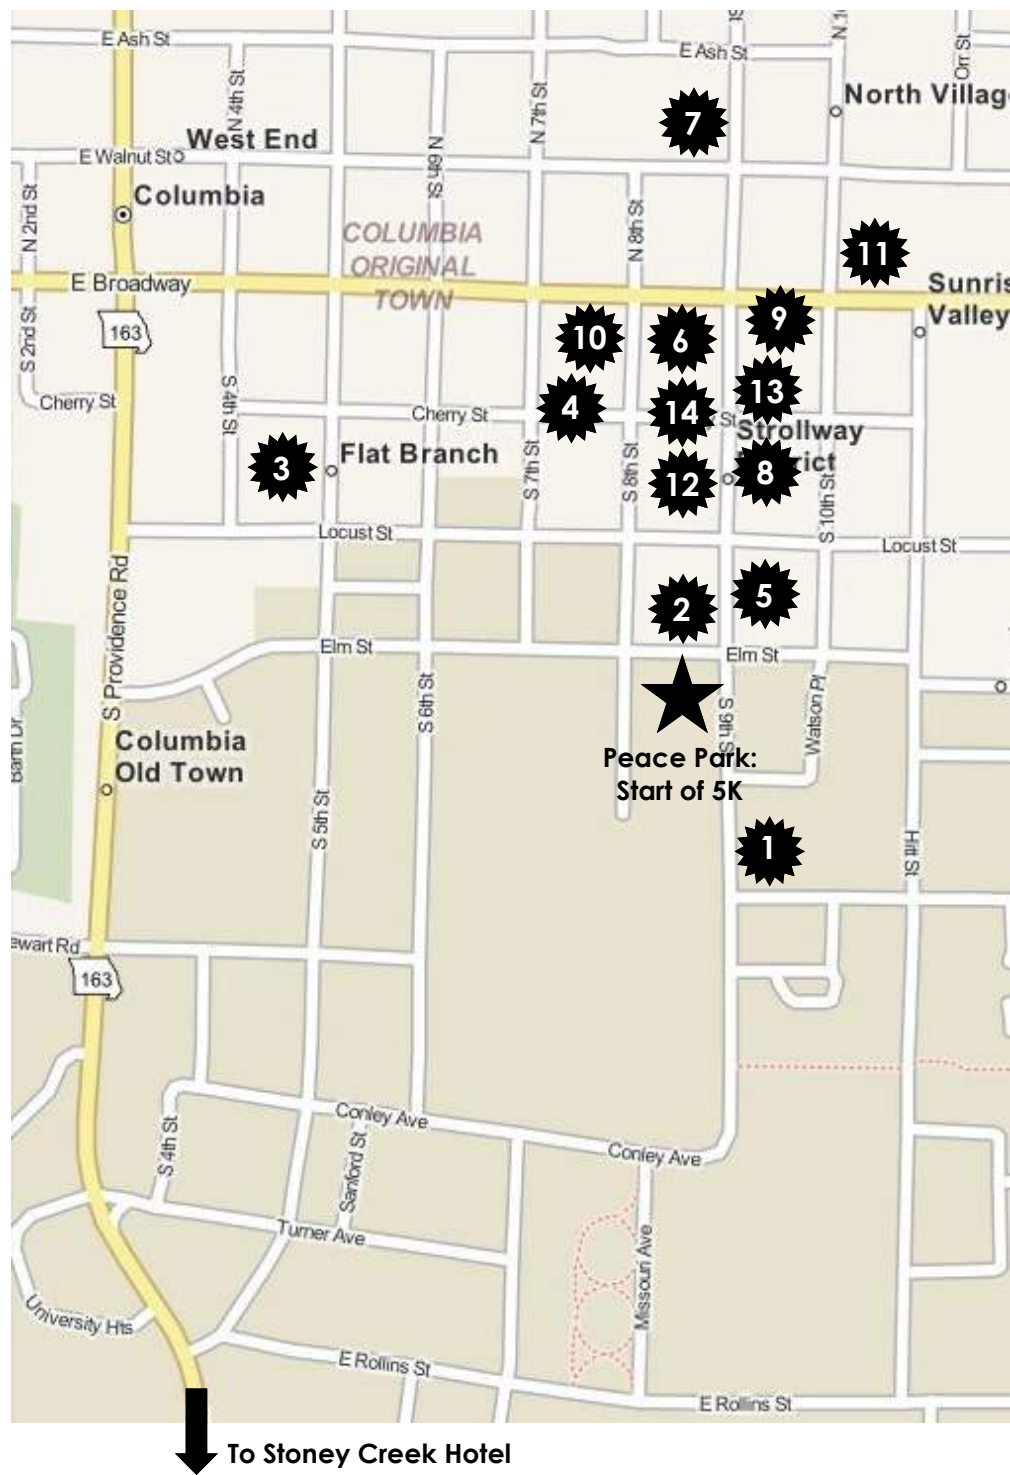 E Ash St
E Ash St
N 4th St
N 7th St
Orr St
North Villag
7
West End
E Walnut St
N 2nd St
Columbia
N 8th St
COLUMBIA
ORIGINAL
TOWN
11
E Broadway
Sunris
Valley
163
S 2nd St
9
10
6
13
Cherry St
S 4th St
Cherry St
4
14
St
Strollway
3
Flat Branch
S 7th St
S 8th St
12
8
rict
S 10th St
Locust St
Locust St
S Providence Rd
2
5
Elm St
Elm St
S 6th St
S 9th S
Watson Pl
Columbia
Old Town
Peace Park:
Start of 5K
S 5th St
1
Hitt St
ewart Rd
163
Conley Ave
S 4th St
Sanford St
Conley Ave
Turner Ave
Missouri Ave
University Hts
E Rollins St
E Rollins St
To Stoney Creek Hotel